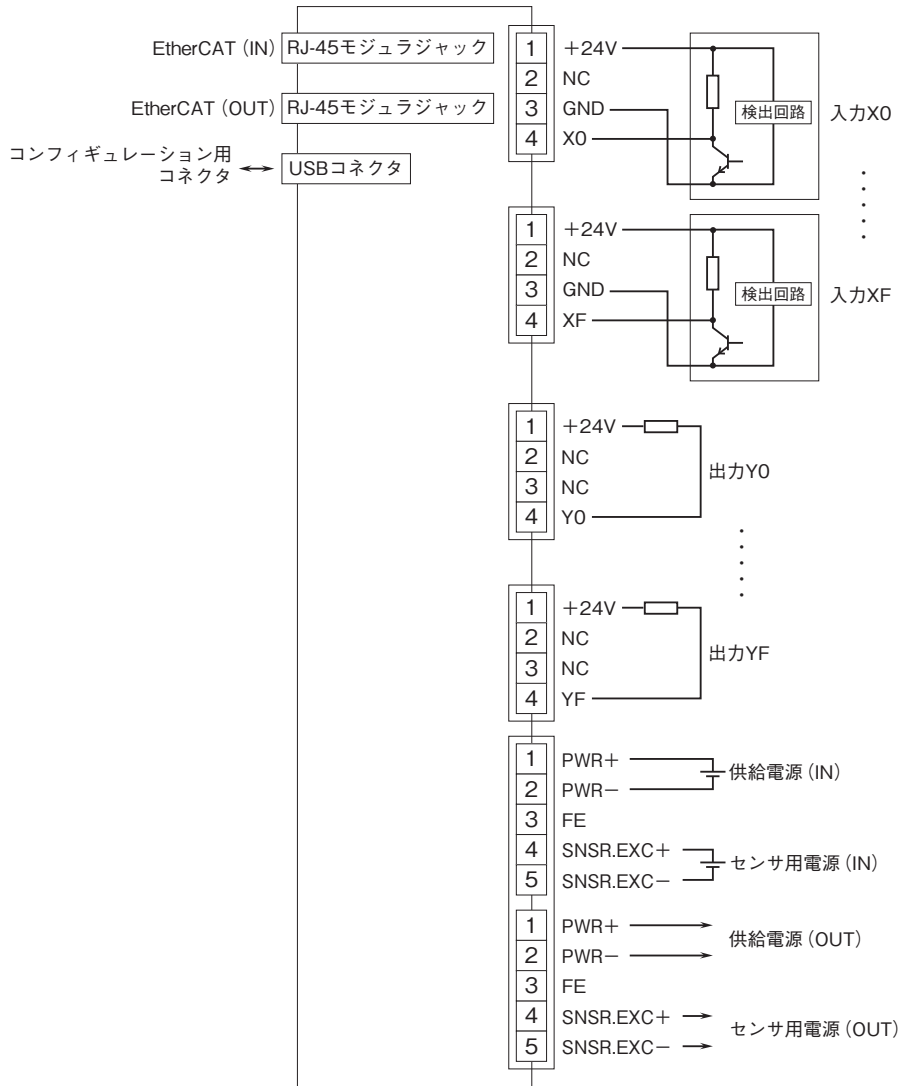 EtherCAT (IN) RJ-45モジュラジャック
EtherCAT (OUT) RJ-45モジュラジャック
コンフィギュレーション用
コネクタ
USBコネクタ
1 +24V
2 NC
3 GND
4 X0
検出回路
入力X0
1 +24V
2 NC
3 GND
4 XF
検出回路
入力XF
1 +24V
2 NC
3 NC
4 Y0
出力Y0
1 +24V
2 NC
3 NC
4 YF
出力YF
1 PWR+
2 PWR−
供給電源 (IN)
3 FE
4 SNSR.EXC+
5 SNSR.EXC−
センサ用電源 (IN)
1 PWR+
2 PWR−
供給電源 (OUT)
3 FE
4 SNSR.EXC+
5 SNSR.EXC−
センサ用電源 (OUT)